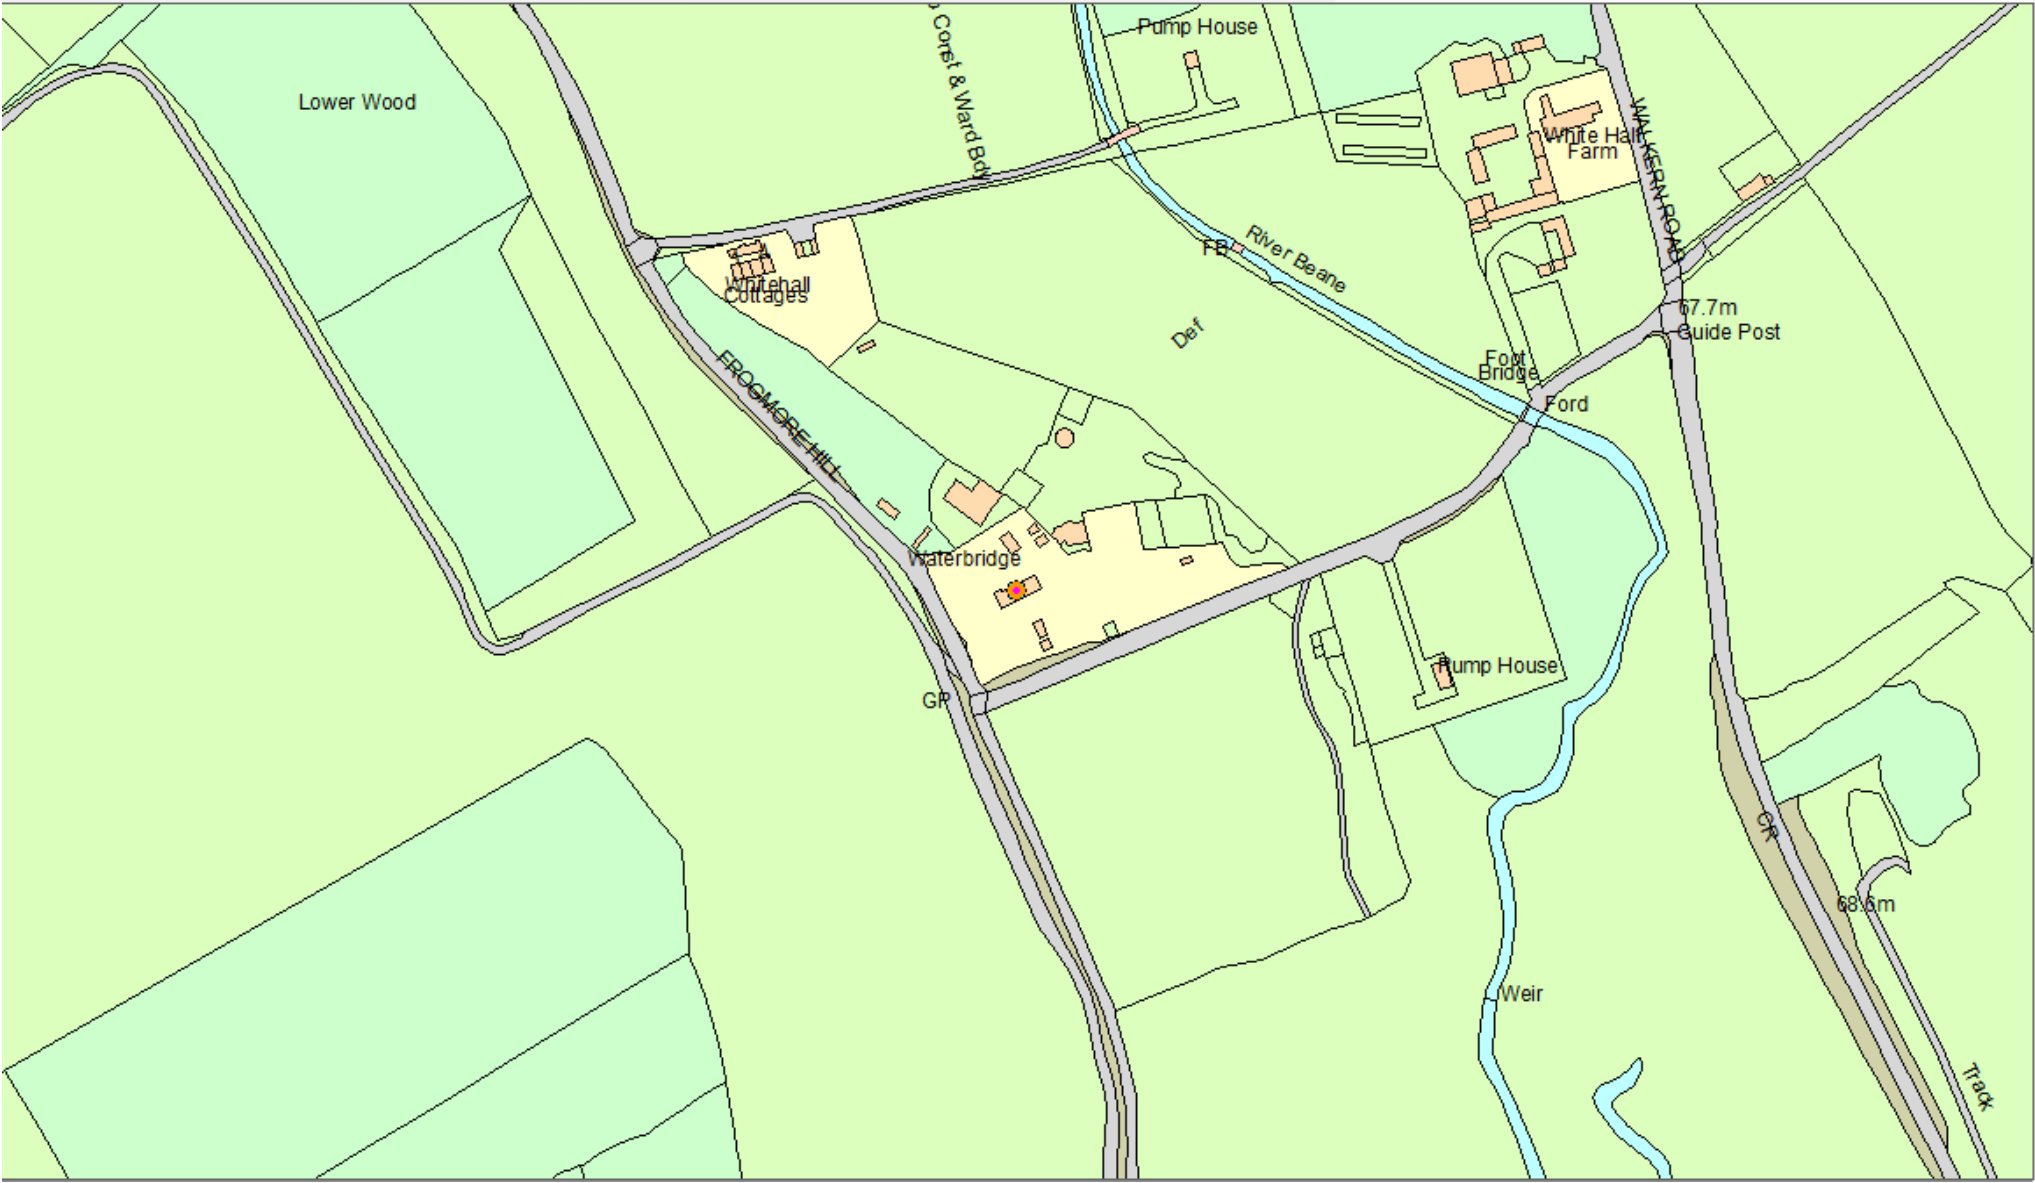 Const & Ward Bdy
Pump House
Lower Wood
WALKERN ROAD
White Hall
Farm
FB
River Beane
Whitehall
Cottages
67.7m
Guide Post
Def
Foot
Bridge
Ford
FROGMORE HILL
Waterbridge
Pump House
GP
CR
68.6m
Weir
Track